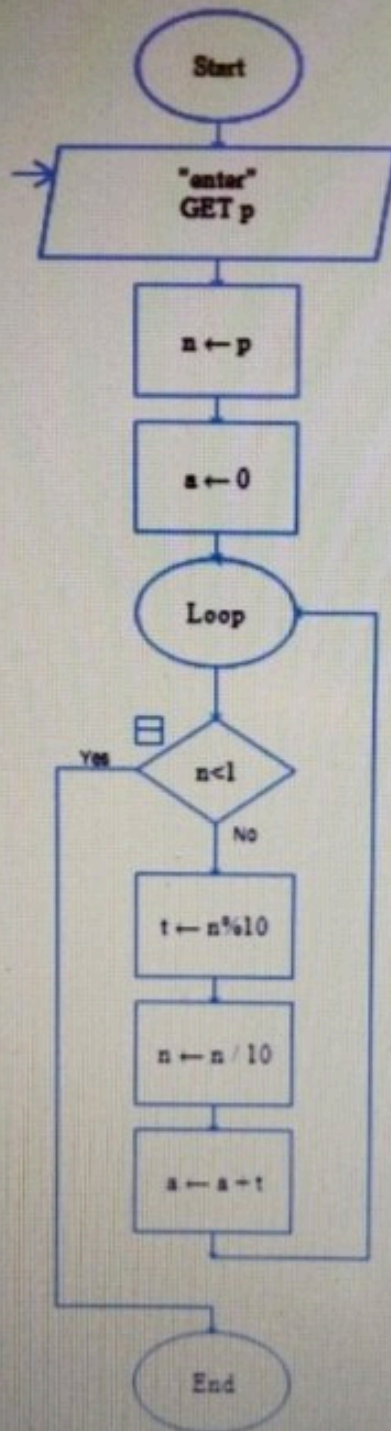 Start
"enter"
GET p
n ← p
a ← 0
Loop
n<1
Yes
No
t ← n%10
n ← n / 10
a ← a + t
End